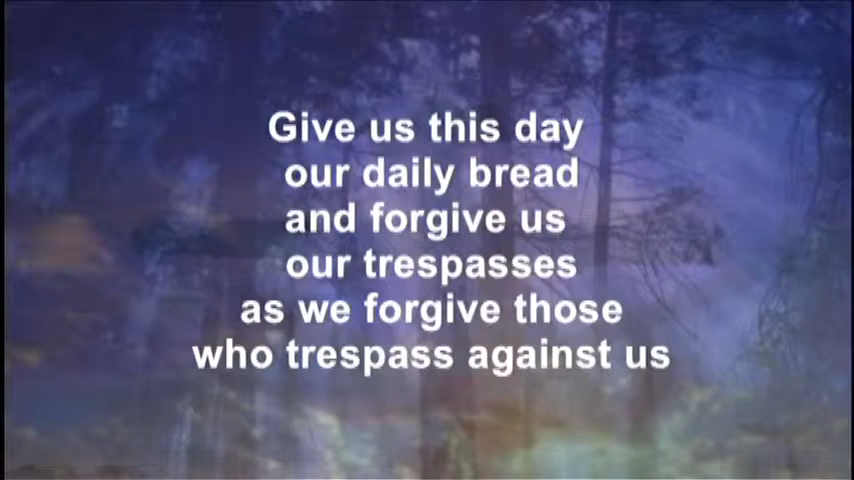 Give us this day
our daily bread
and forgive us
our trespasses
as we forgive those
who trespass against us